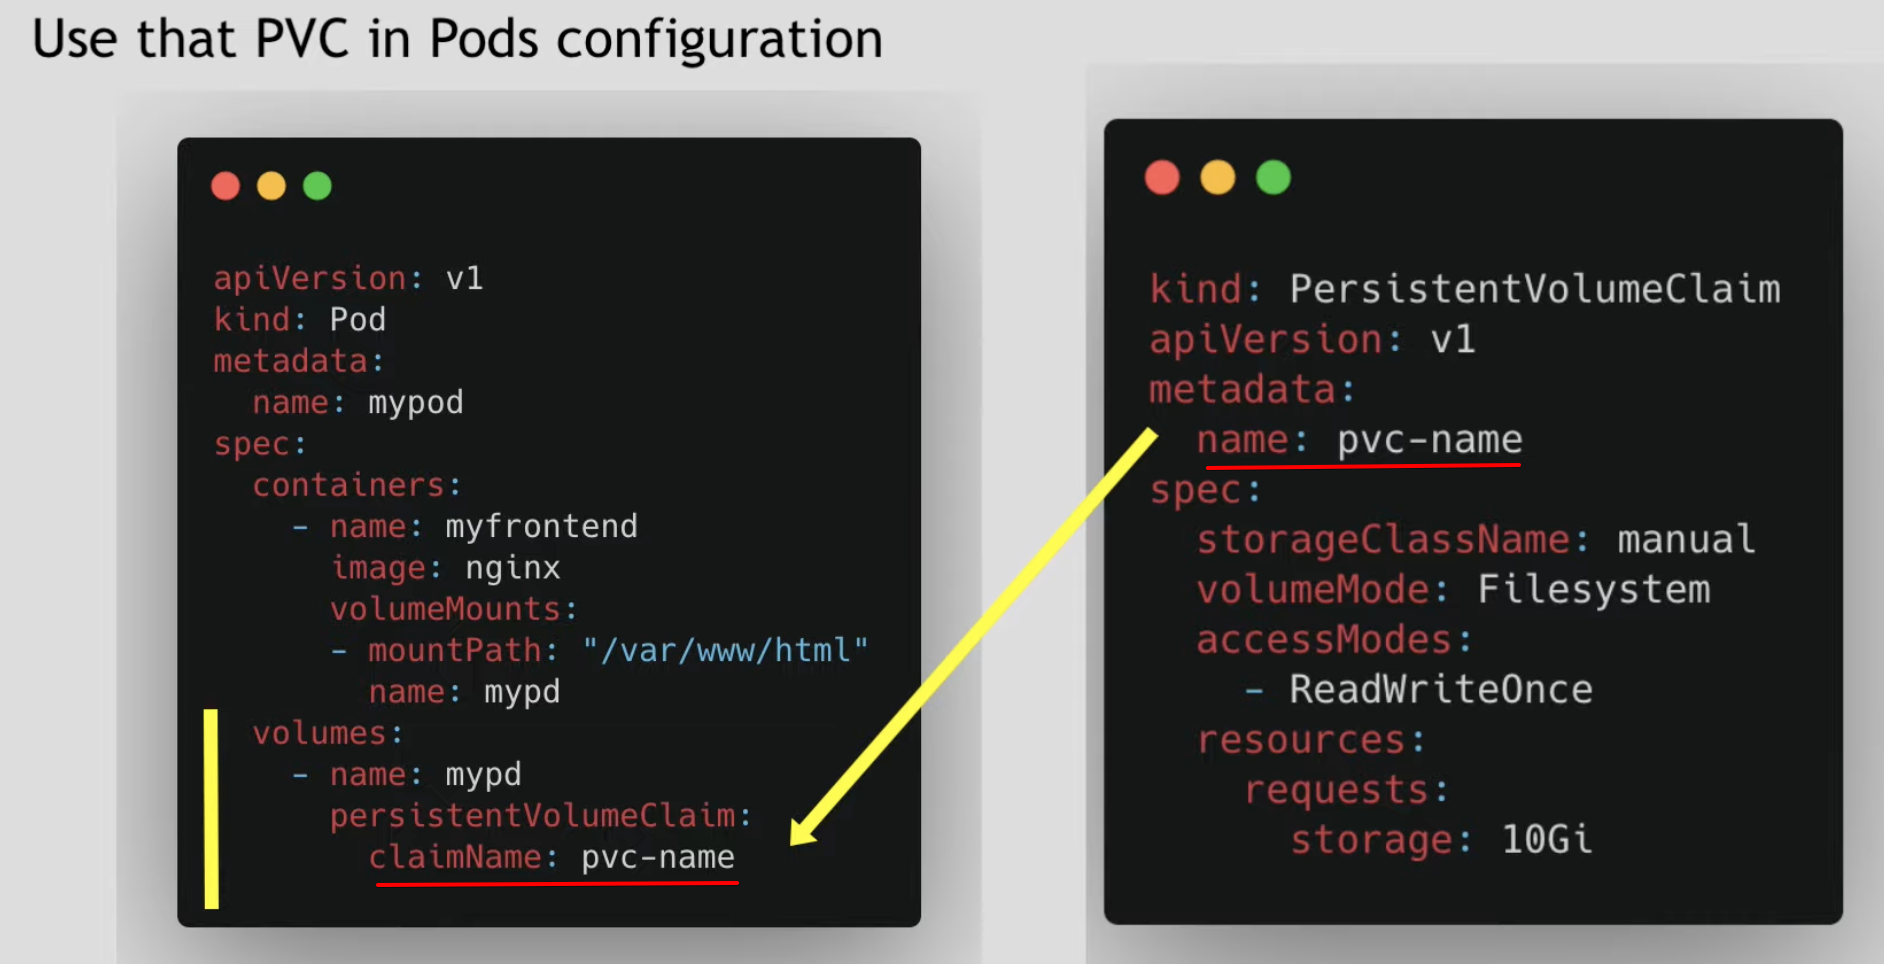 Use that PVC in Pods configuration
apiVersion: v1
kind: Pod
metadata:
  name: mypod
spec:
  containers:
    - name: myfrontend
      image: nginx
      volumeMounts:
      - mountPath: "/var/www/html"
        name: mypd
  volumes:
    - name: mypd
      persistentVolumeClaim:
        claimName: pvc-name
kind: PersistentVolumeClaim
apiVersion: v1
metadata:
  name: pvc-name
spec:
  storageClassName: manual
  volumeMode: Filesystem
  accessModes:
    - ReadWriteOnce
  resources:
    requests:
      storage: 10Gi